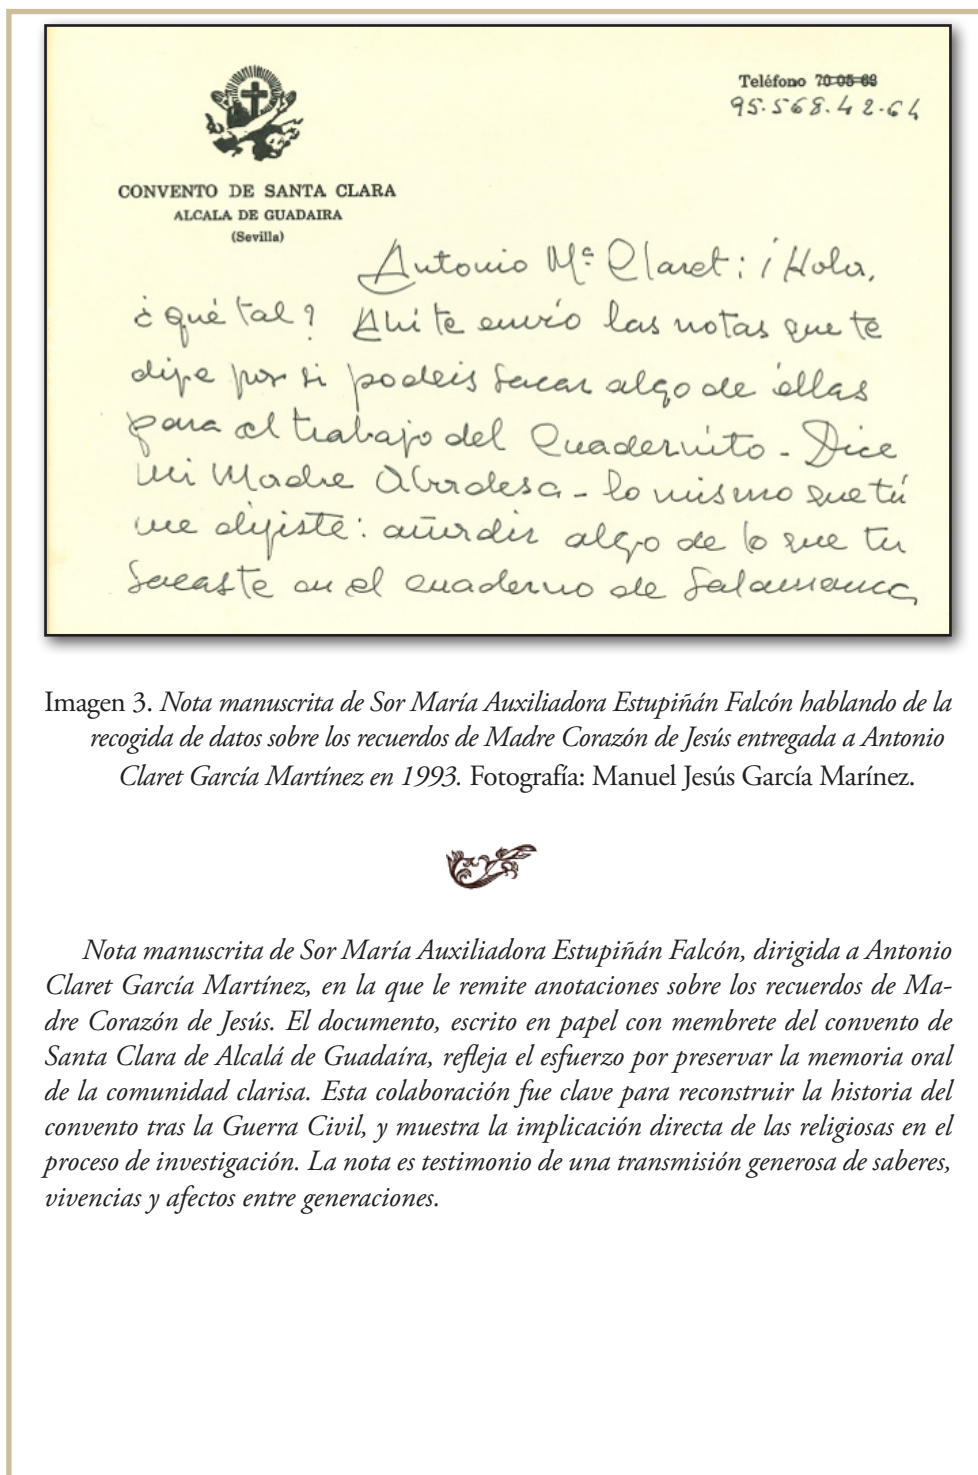 Teléfono 70 05 68
95.568.42.64
CONVENTO DE SANTA CLARA
ALCALA DE GUADAIRA
(Sevilla)
Antonio Mª Claret: ¡Hola,
¿qué tal? Ahi te envío las notas que te
dije por si podeis sacar algo de éllas
para el trabajo del Cuadernito - Dice
mi Madre Abadesa - lo mismo que tú
me dijiste: añadir algo de lo que tu
sacaste en el cuaderno de Salamanca
Imagen 3. Nota manuscrita de Sor María Auxiliadora Estupiñán Falcón hablando de la
recogida de datos sobre los recuerdos de Madre Corazón de Jesús entregada a Antonio
Claret García Martínez en 1993. Fotografía: Manuel Jesús García Marínez.
Nota manuscrita de Sor María Auxiliadora Estupiñán Falcón, dirigida a Antonio
Claret García Martínez, en la que le remite anotaciones sobre los recuerdos de Ma-
dre Corazón de Jesús. El documento, escrito en papel con membrete del convento de
Santa Clara de Alcalá de Guadaíra, refleja el esfuerzo por preservar la memoria oral
de la comunidad clarisa. Esta colaboración fue clave para reconstruir la historia del
convento tras la Guerra Civil, y muestra la implicación directa de las religiosas en el
proceso de investigación. La nota es testimonio de una transmisión generosa de saberes,
vivencias y afectos entre generaciones.